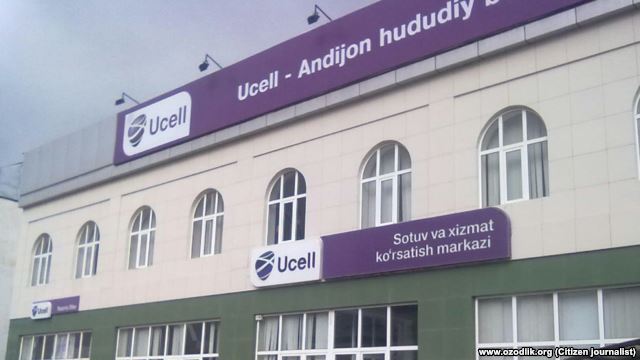 Ucell
Ucell - Andijon hududiy b
Ucell
Sotuv va xizmat
ko'rsatish markazi
Ucell
www.ozodlik.org (Citizen journalist)